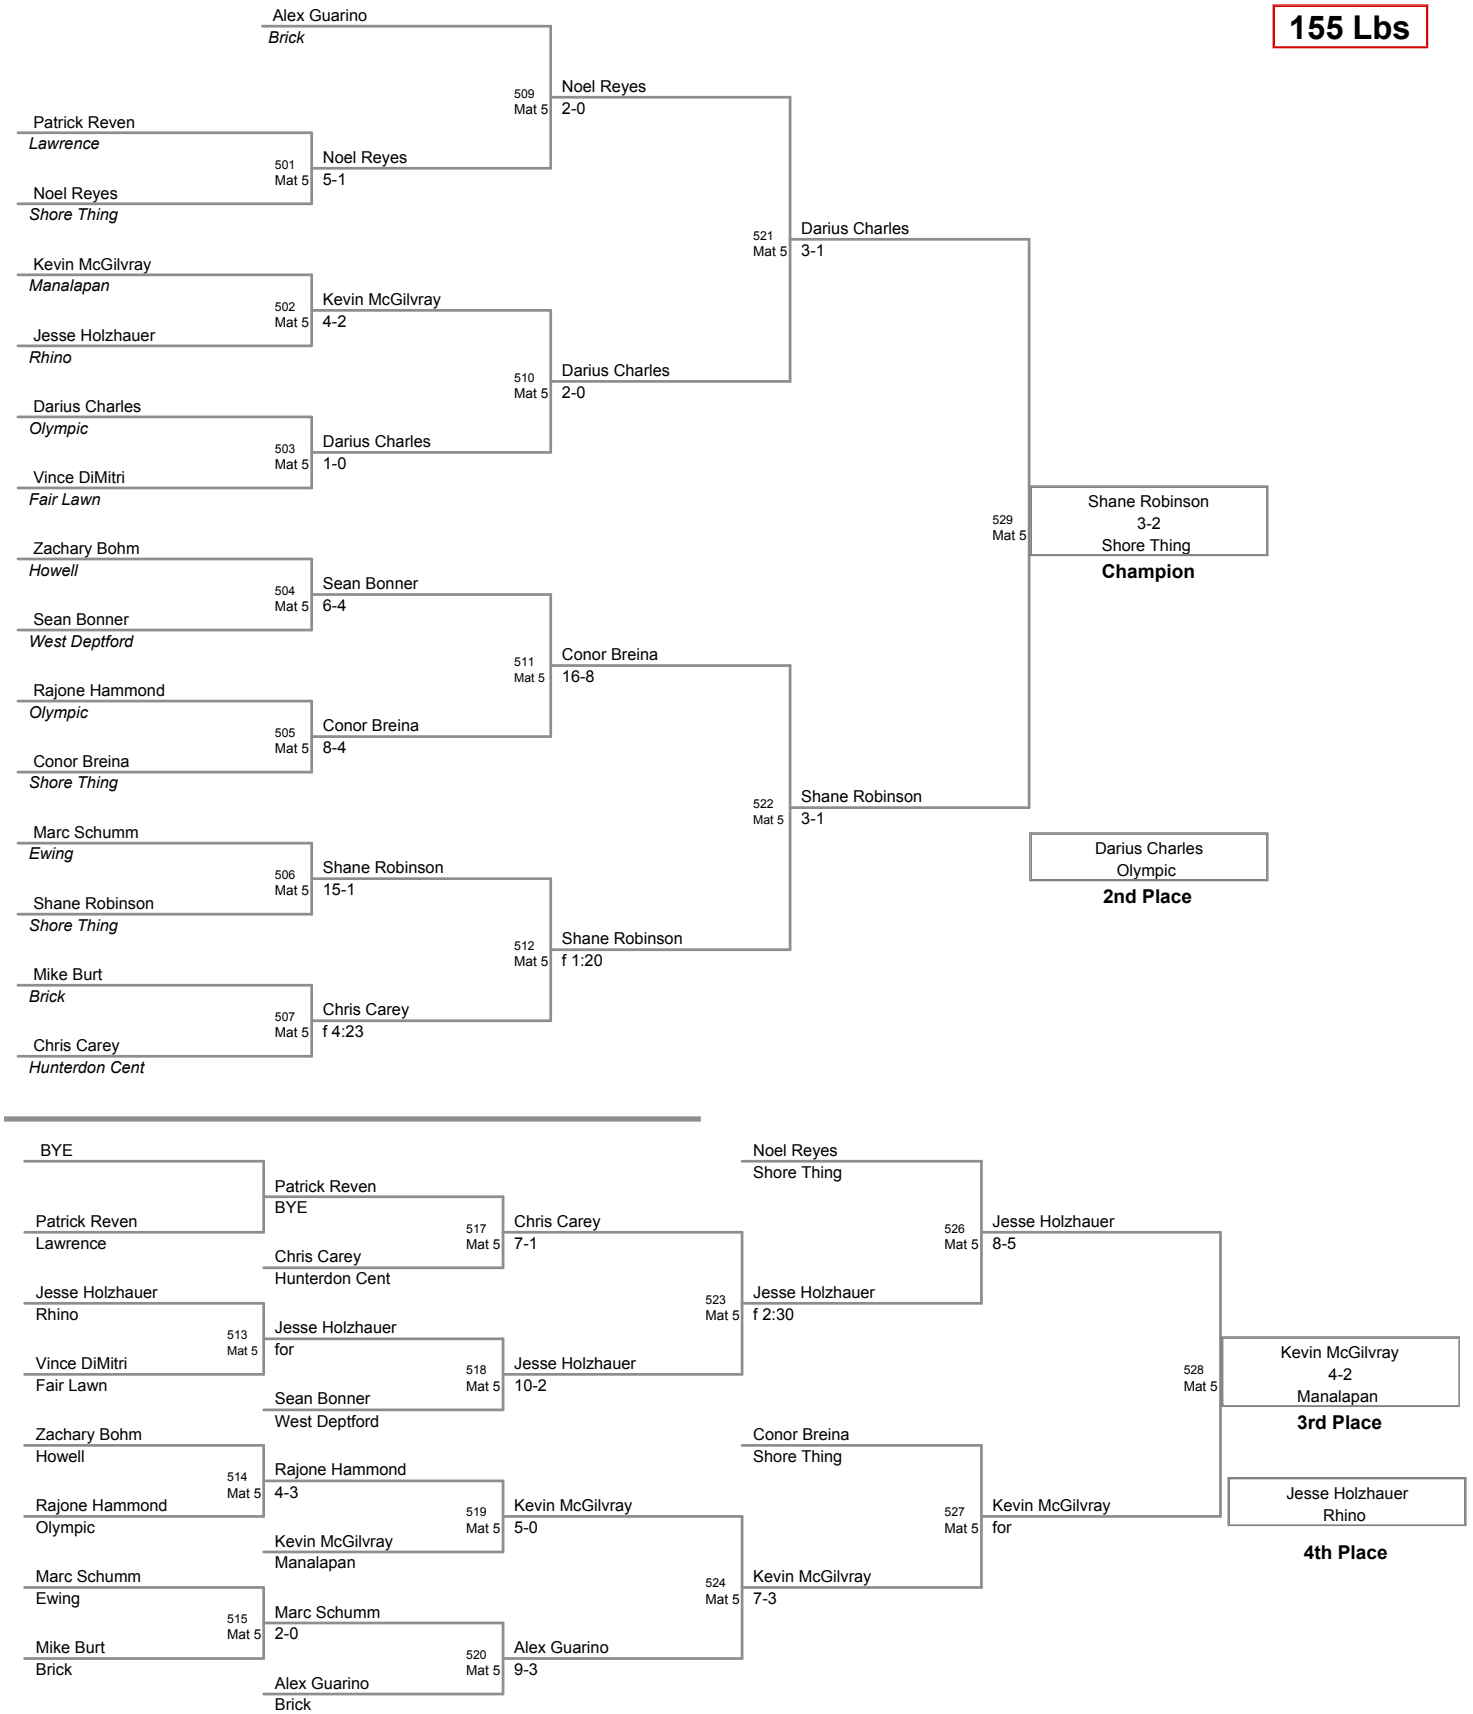 155 Lbs
Alex Guarino
Brick
509
Mat 5
Noel Reyes
2-0
Patrick Reven
Lawrence
501
Mat 5
Noel Reyes
5-1
Noel Reyes
Shore Thing
521
Mat 5
Darius Charles
3-1
Kevin McGilvray
Manalapan
502
Mat 5
Kevin McGilvray
4-2
Jesse Holzhauer
Rhino
510
Mat 5
Darius Charles
2-0
Darius Charles
Olympic
503
Mat 5
Darius Charles
1-0
Vince DiMitri
Fair Lawn
529
Mat 5
Shane Robinson
3-2
Shore Thing
Champion
Zachary Bohm
Howell
504
Mat 5
Sean Bonner
6-4
Sean Bonner
West Deptford
511
Mat 5
Conor Breina
16-8
Rajone Hammond
Olympic
505
Mat 5
Conor Breina
8-4
Conor Breina
Shore Thing
522
Mat 5
Shane Robinson
3-1
Marc Schumm
Ewing
506
Mat 5
Shane Robinson
15-1
Shane Robinson
Shore Thing
Darius Charles
Olympic
2nd Place
512
Mat 5
Shane Robinson
f 1:20
Mike Burt
Brick
507
Mat 5
Chris Carey
f 4:23
Chris Carey
Hunterdon Cent
BYE
Patrick Reven
BYE
Patrick Reven
Lawrence
517
Mat 5
Chris Carey
7-1
Chris Carey
Hunterdon Cent
Noel Reyes
Shore Thing
526
Mat 5
Jesse Holzhauer
8-5
Jesse Holzhauer
Rhino
523
Mat 5
Jesse Holzhauer
f 2:30
513
Mat 5
Jesse Holzhauer
for
Vince DiMitri
Fair Lawn
518
Mat 5
Jesse Holzhauer
10-2
Sean Bonner
West Deptford
528
Mat 5
Kevin McGilvray
4-2
Manalapan
3rd Place
Zachary Bohm
Howell
514
Mat 5
Rajone Hammond
4-3
Rajone Hammond
Olympic
519
Mat 5
Kevin McGilvray
5-0
Kevin McGilvray
Manalapan
Conor Breina
Shore Thing
527
Mat 5
Kevin McGilvray
for
Jesse Holzhauer
Rhino
4th Place
Marc Schumm
Ewing
524
Mat 5
Kevin McGilvray
7-3
515
Mat 5
Marc Schumm
2-0
Mike Burt
Brick
520
Mat 5
Alex Guarino
9-3
Alex Guarino
Brick